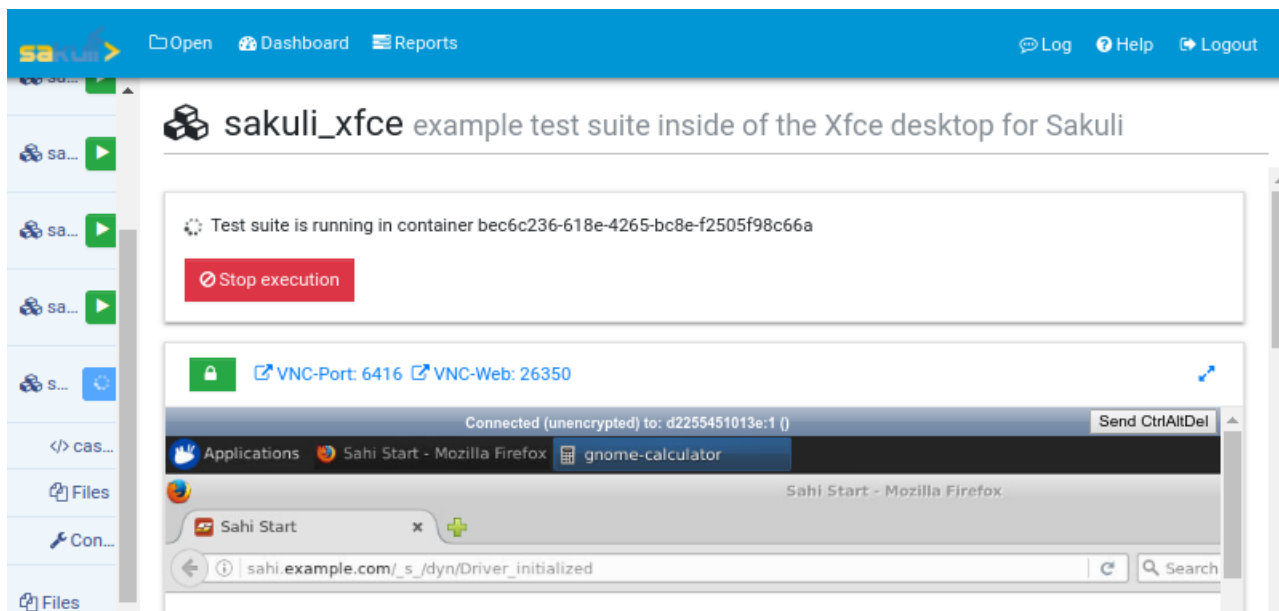 sakuli> Open Dashboard Reports Log Help Logout
sa...
sakuli_xfce example test suite inside of the Xfce desktop for Sakuli
sa...
sa...
sa...
s...
</> cas...
Files
Con...
Files
Test suite is running in container bec6c236-618e-4265-bc8e-f2505f98c66a
Stop execution
VNC-Port: 6416 VNC-Web: 26350
Connected (unencrypted) to: d2255451013e:1 ()
Send CtrlAltDel
Applications Sahi Start - Mozilla Firefox gnome-calculator
Sahi Start - Mozilla Firefox
Sahi Start
sahi.example.com/_s_/dyn/Driver_initialized
Search